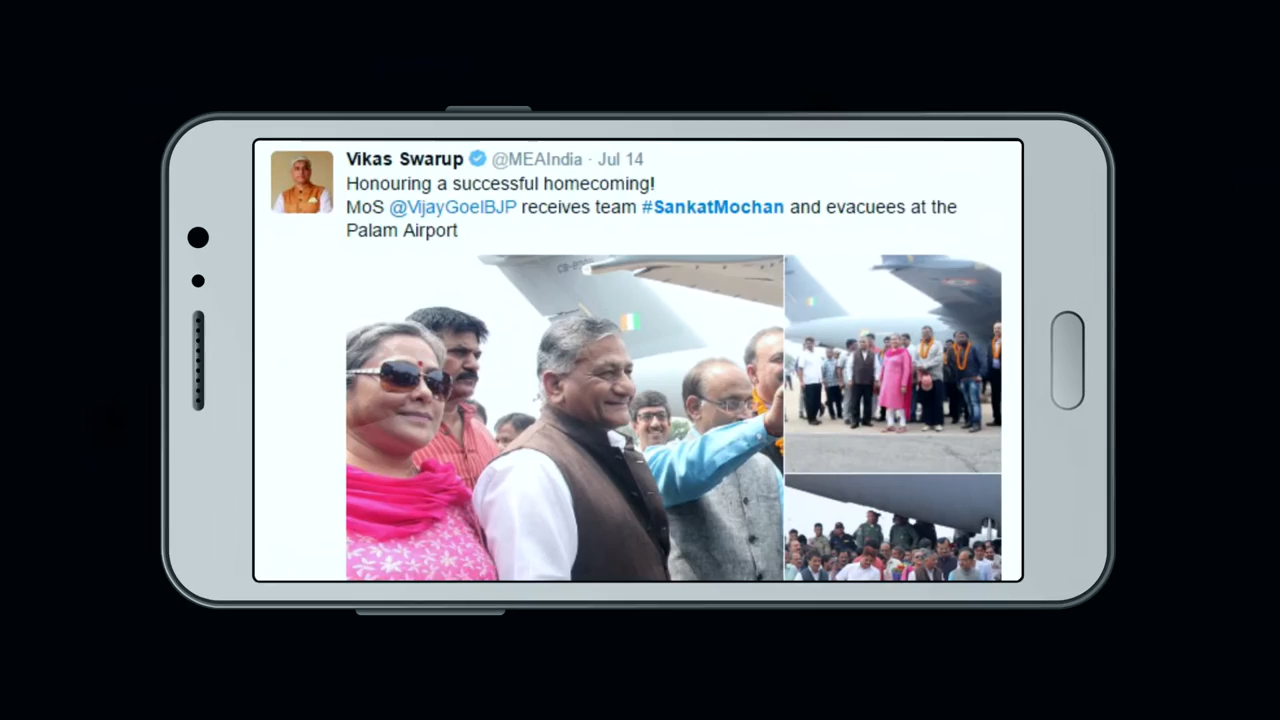 Vikas Swarup @MEAIndia · Jul 14
Honouring a successful homecoming!
MoS @VijayGoelBJP receives team #SankatMochan and evacuees at the
Palam Airport